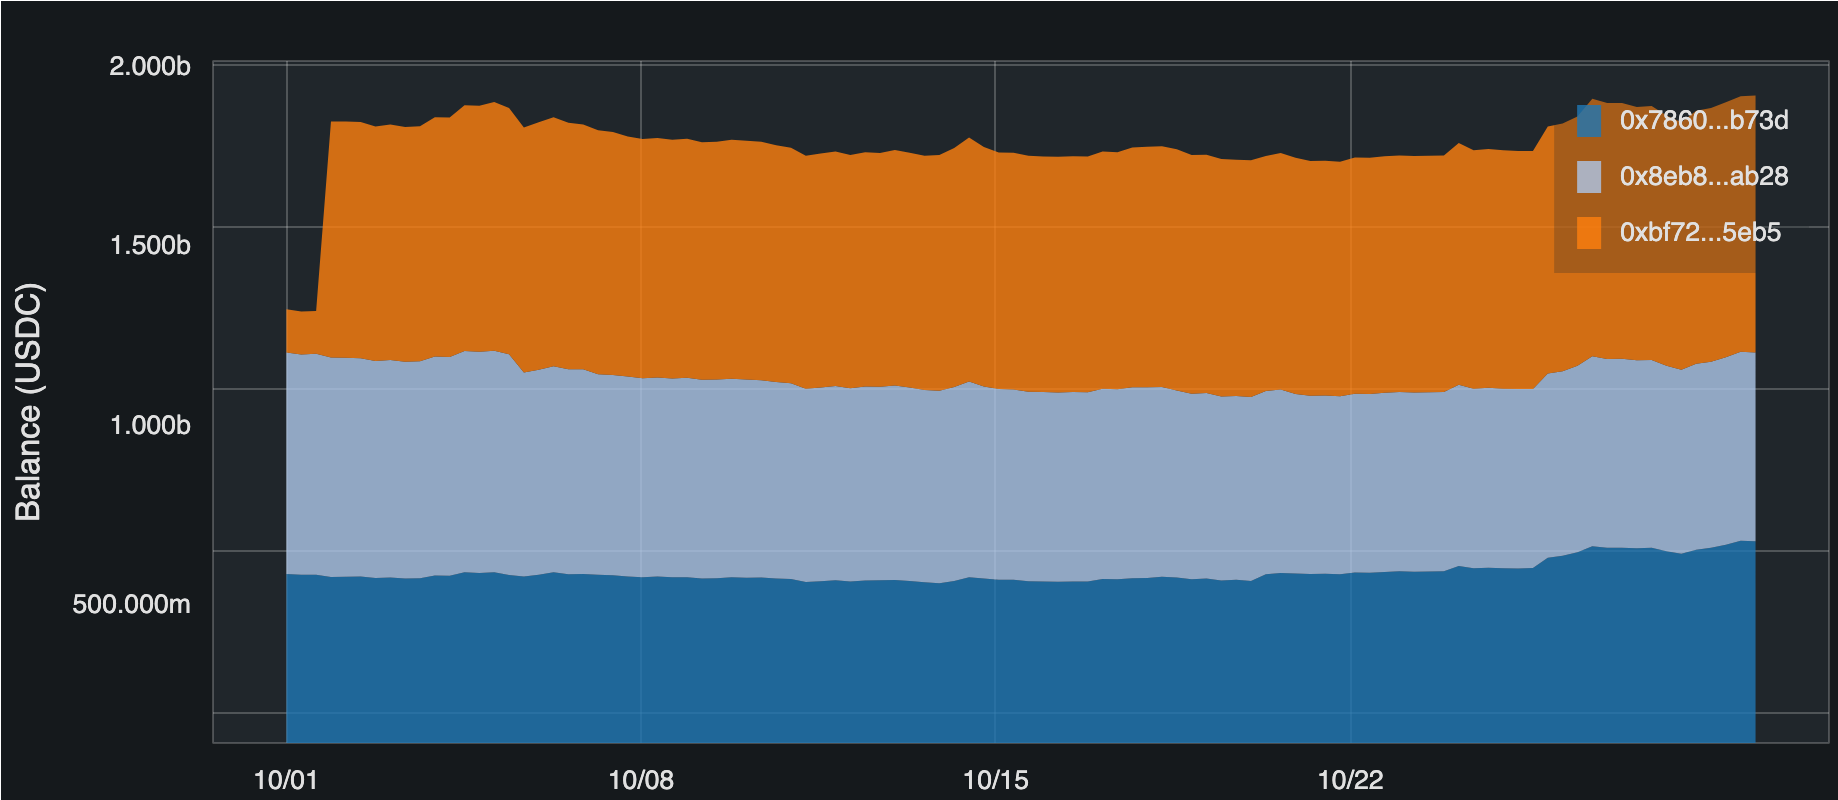 2.000b
1.500b
1.000b
500.000m
Balance (USDC)
0x7860...b73d
0x8eb8...ab28
0xbf72...5eb5
10/01
10/08
10/15
10/22